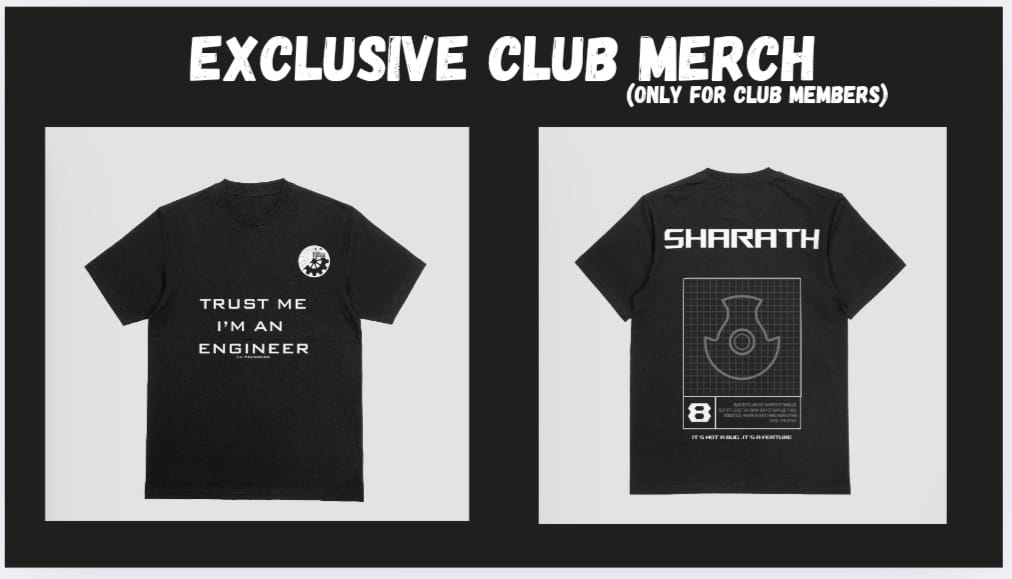 EXCLUSIVE CLUB MERCH
(ONLY FOR CLUB MEMBERS)
TRUST ME
I'M AN
ENGINEER
SHARATH
8
IT'S NOT A BUG .IT'S A FEATURE